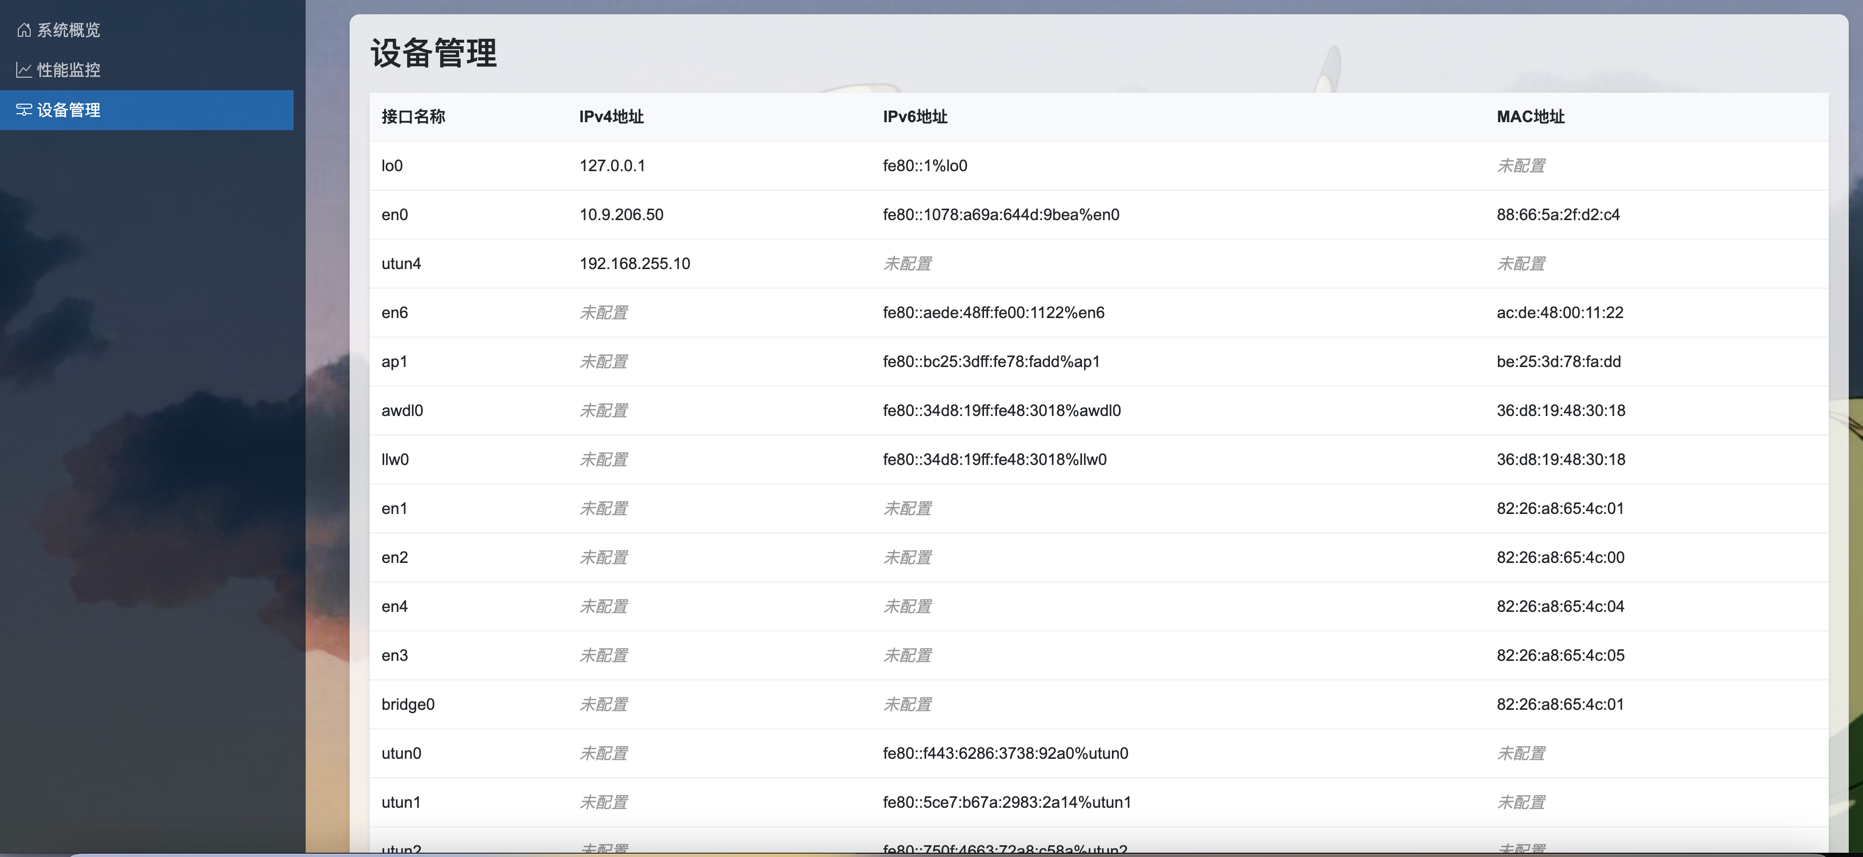 系统概览
性能监控
设备管理
设备管理
接口名称 IPv4地址 IPv6地址 MAC地址
lo0 127.0.0.1 fe80::1%lo0 未配置
en0 10.9.206.50 fe80::1078:a69a:644d:9bea%en0 88:66:5a:2f:d2:c4
utun4 192.168.255.10 未配置 未配置
en6 未配置 fe80::aede:48ff:fe00:1122%en6 ac:de:48:00:11:22
ap1 未配置 fe80::bc25:3dff:fe78:fadd%ap1 be:25:3d:78:fa:dd
awdl0 未配置 fe80::34d8:19ff:fe48:3018%awdl0 36:d8:19:48:30:18
llw0 未配置 fe80::34d8:19ff:fe48:3018%llw0 36:d8:19:48:30:18
en1 未配置 未配置 82:26:a8:65:4c:01
en2 未配置 未配置 82:26:a8:65:4c:00
en4 未配置 未配置 82:26:a8:65:4c:04
en3 未配置 未配置 82:26:a8:65:4c:05
bridge0 未配置 未配置 82:26:a8:65:4c:01
utun0 未配置 fe80::f443:6286:3738:92a0%utun0 未配置
utun1 未配置 fe80::5ce7:b67a:2983:2a14%utun1 未配置
utun2 未配置 fe80::750f:4663:72a8:c58a%utun2 未配置